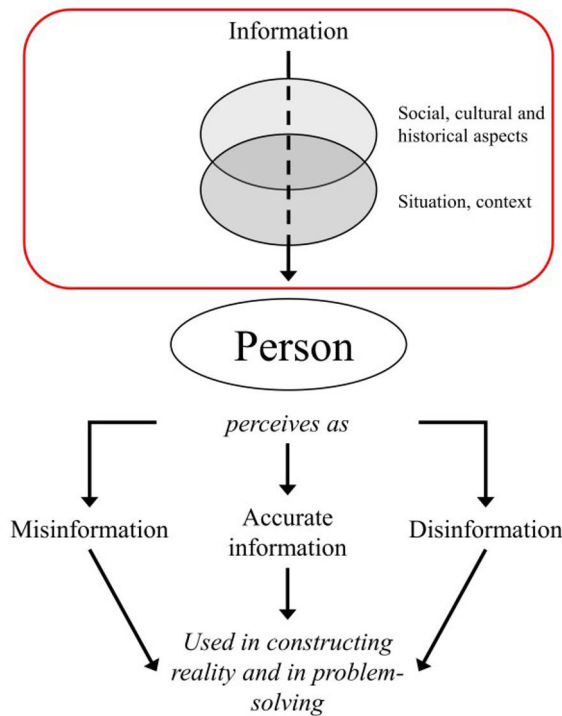 Information
Social, cultural and
historical aspects
Situation, context
Person
perceives as
Misinformation
Accurate
information
Disinformation
Used in constructing
reality and in problem-
solving